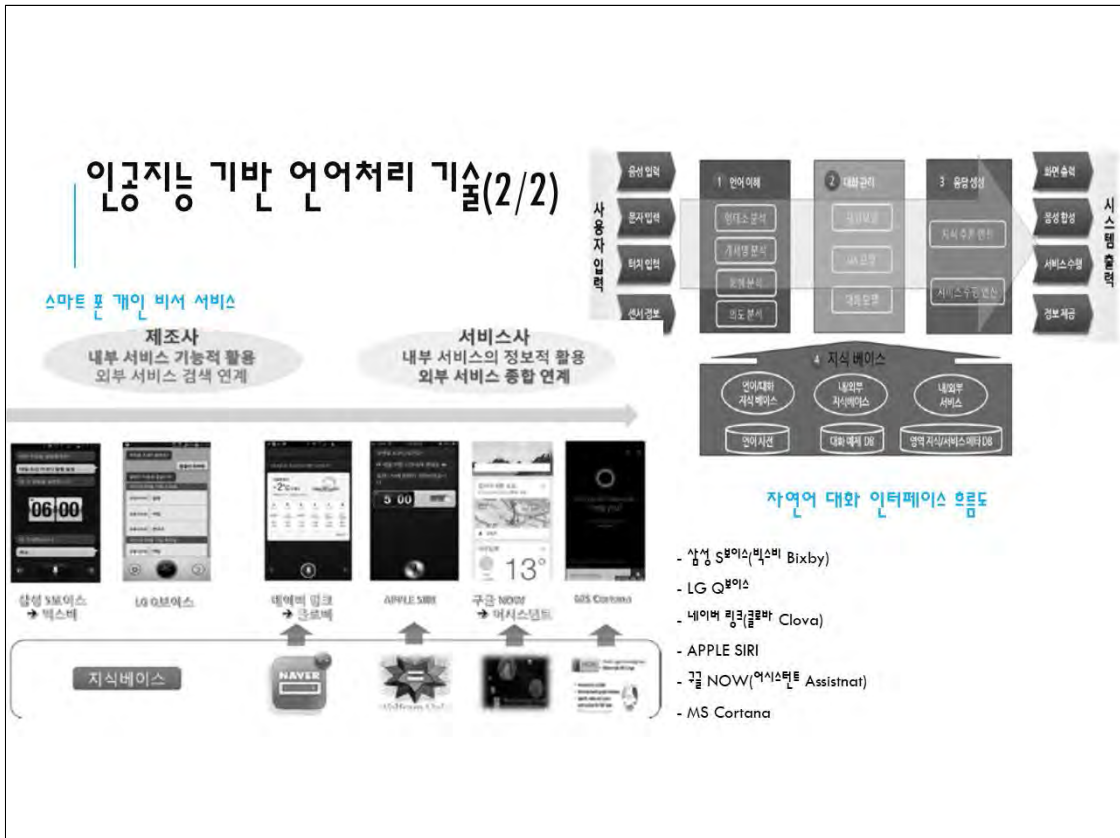 인공지능 기반 언어처리 기술(2/2)
스마트 폰 개인 비서 서비스
제조사
내부 서비스 기능적 활용
외부 서비스 검색 연계
서비스사
내부 서비스의 정보적 활용
외부 서비스 종합 연계
06 00
-2°c
5 00
13°
삼성 S보이스
→ 빅스비
LG Q보이스
네이버 링크
→ 클로바
APPLE SIRI
구글 NOW
→ 어시스턴트
MS Cortana
지식베이스
NAVER
사용자 입력
음성 입력
문자 입력
터치 입력
센서 정보
1 언어 이해
형태소 분석
개체명 분석
의도 분석
2 대화 관리
대화 모델
3 응답 생성
지식 추론 엔진
서비스 수행 엔진
화면 출력
음성 합성
서비스 수행
정보 제공
시스템 출력
4 지식 베이스
언어/대화
지식 베이스
내/외부
지식베이스
내/외부
서비스
언어 사전
대화 예제 DB
영역 지식/서비스 메타 DB
자연어 대화 인터페이스 흐름도
- 삼성 S보이스(빅스비 Bixby)
- LG Q보이스
- 네이버 링크(클로바 Clova)
- APPLE SIRI
- 구글 NOW(어시스턴트 Assistnat)
- MS Cortana